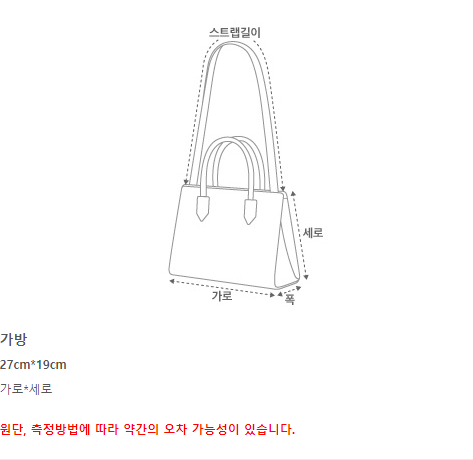 스트랩길이
세로
가로
폭
가방
27cm*19cm
가로*세로
원단, 측정방법에 따라 약간의 오차 가능성이 있습니다.